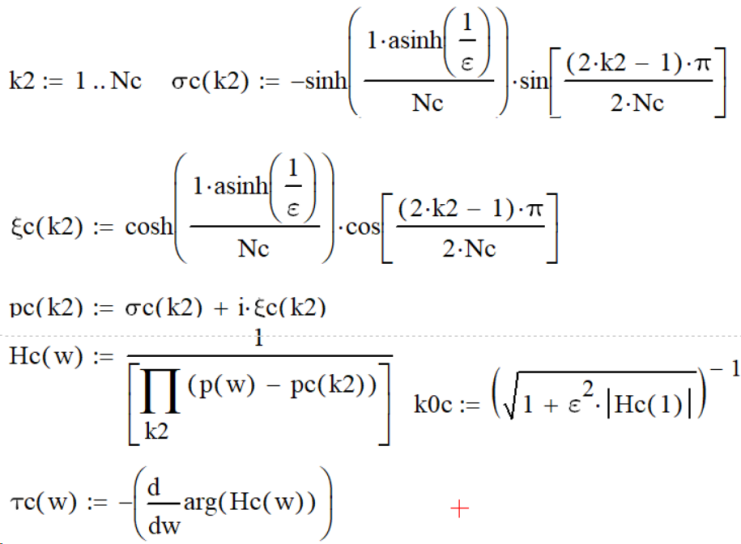 k2 := 1 .. Nc σc(k2) := −sinh((1·asinh(1/ε))/Nc)·sin[((2·k2 − 1)·π)/(2·Nc)]
ξc(k2) := cosh((1·asinh(1/ε))/Nc)·cos[((2·k2 − 1)·π)/(2·Nc)]
pc(k2) := σc(k2) + i·ξc(k2)
Hc(w) := 1/[∏_k2 (p(w) − pc(k2))] k0c := (√(1 + ε²)·|Hc(1)|)^−1
τc(w) := −(d/dw arg(Hc(w)))